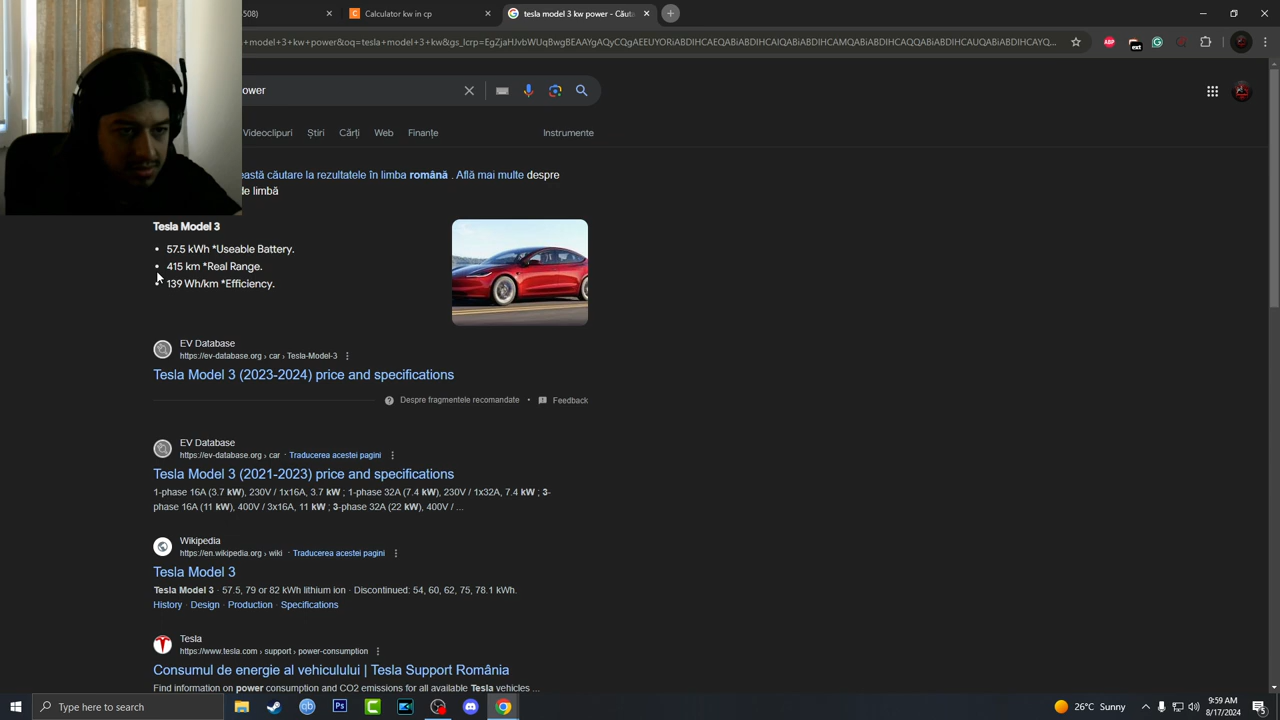 508)
Calculator kw in cp
tesla model 3 kw power - Cău
model+3+kw+power&oq=tesla+model+3+kw&gs_lcrp=EgZjaHJvbWUqBwgBEAAYgAQyCQgAEEUYORiABDIHCAEQABiABDIHCAIQABiABDIHCAMQABiABDIHCAQQABiABDIHCAUQABiABDIHCAYQ...
ower
Videoclipuri Știri Cărți Web Finanțe Instrumente
ească căutare la rezultatele în limba română . Află mai multe despre
de limbă
Tesla Model 3
• 57.5 kWh *Useable Battery.
• 415 km *Real Range.
• 139 Wh/km *Efficiency.
EV Database
https://ev-database.org › car › Tesla-Model-3
Tesla Model 3 (2023-2024) price and specifications
Despre fragmentele recomandate • Feedback
EV Database
https://ev-database.org › car · Traducerea acestei pagini
Tesla Model 3 (2021-2023) price and specifications
1-phase 16A (3.7 kW), 230V / 1x16A, 3.7 kW ; 1-phase 32A (7.4 kW), 230V / 1x32A, 7.4 kW ; 3-
phase 16A (11 kW), 400V / 3x16A, 11 kW ; 3-phase 32A (22 kW), 400V / ...
Wikipedia
https://en.wikipedia.org › wiki · Traducerea acestei pagini
Tesla Model 3
Tesla Model 3 · 57.5, 79 or 82 kWh lithium ion · Discontinued: 54, 60, 62, 75, 78.1 kWh.
History · Design · Production · Specifications
Tesla
https://www.tesla.com › support › power-consumption
Consumul de energie al vehiculului | Tesla Support România
Find information on power consumption and CO2 emissions for all available Tesla vehicles ...
Type here to search
26°C Sunny
9:59 AM
8/17/2024